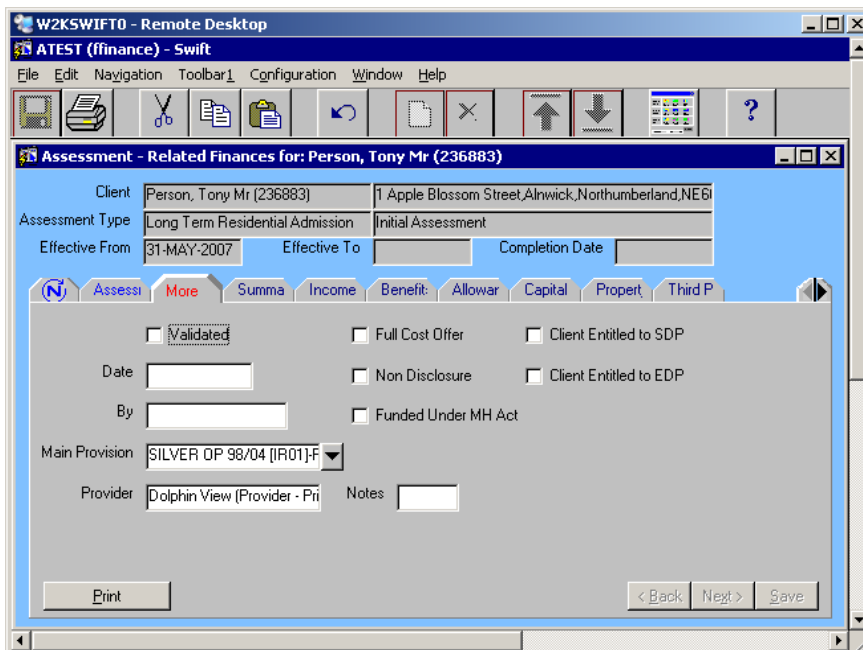 W2KSWIFT0 - Remote Desktop
ATEST (ffinance) - Swift
File Edit Navigation Toolbar1 Configuration Window Help
?
Assessment - Related Finances for: Person, Tony Mr (236883)
Client Person, Tony Mr (236883) 1 Apple Blossom Street,Alnwick,Northumberland,NE6
Assessment Type Long Term Residential Admission Initial Assessment
Effective From 31-MAY-2007 Effective To Completion Date
N Assessi More Summa Income Benefit: Allowar Capital Propert Third P
Validated Full Cost Offer Client Entitled to SDP
Date Non Disclosure Client Entitled to EDP
By Funded Under MH Act
Main Provision SILVER OP 98/04 [IR01]-F
Provider Dolphin View (Provider - Pri Notes
Print < Back Next > Save